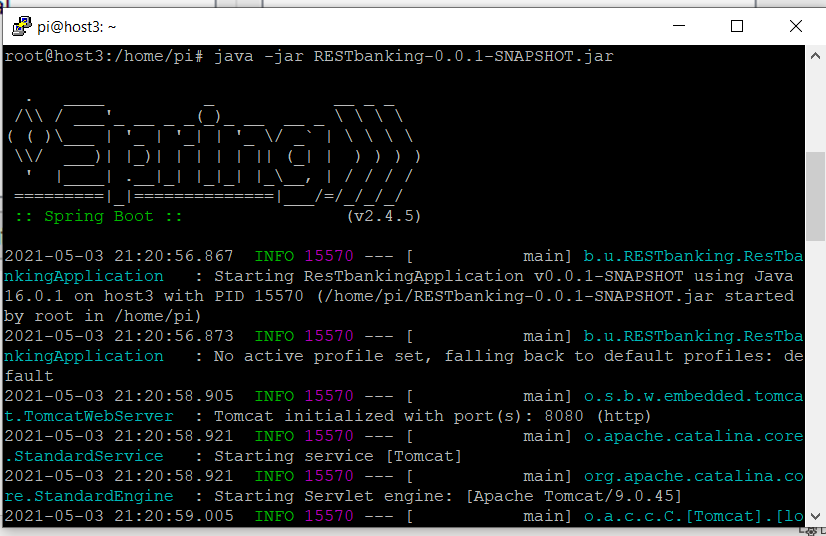 pi@host3: ~
root@host3:/home/pi# java -jar RESTbanking-0.0.1-SNAPSHOT.jar
Spring
:: Spring Boot ::                (v2.4.5)
2021-05-03 21:20:56.867  INFO 15570 --- [           main] b.u.RESTbanking.ResTba
nkingApplication   : Starting ResTbankingApplication v0.0.1-SNAPSHOT using Java
16.0.1 on host3 with PID 15570 (/home/pi/RESTbanking-0.0.1-SNAPSHOT.jar started
by root in /home/pi)
2021-05-03 21:20:56.873  INFO 15570 --- [           main] b.u.RESTbanking.ResTba
nkingApplication   : No active profile set, falling back to default profiles: de
fault
2021-05-03 21:20:58.905  INFO 15570 --- [           main] o.s.b.w.embedded.tomca
t.TomcatWebServer  : Tomcat initialized with port(s): 8080 (http)
2021-05-03 21:20:58.921  INFO 15570 --- [           main] o.apache.catalina.core
.StandardService   : Starting service [Tomcat]
2021-05-03 21:20:58.921  INFO 15570 --- [           main] org.apache.catalina.co
re.StandardEngine  : Starting Servlet engine: [Apache Tomcat/9.0.45]
2021-05-03 21:20:59.005  INFO 15570 --- [           main] o.a.c.c.C.[Tomcat].[lo